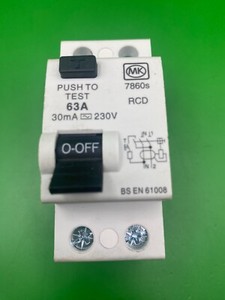 PUSH TO
TEST
63A
30mA 230V
MK
7860s
RCD
O-OFF
BS EN 61008